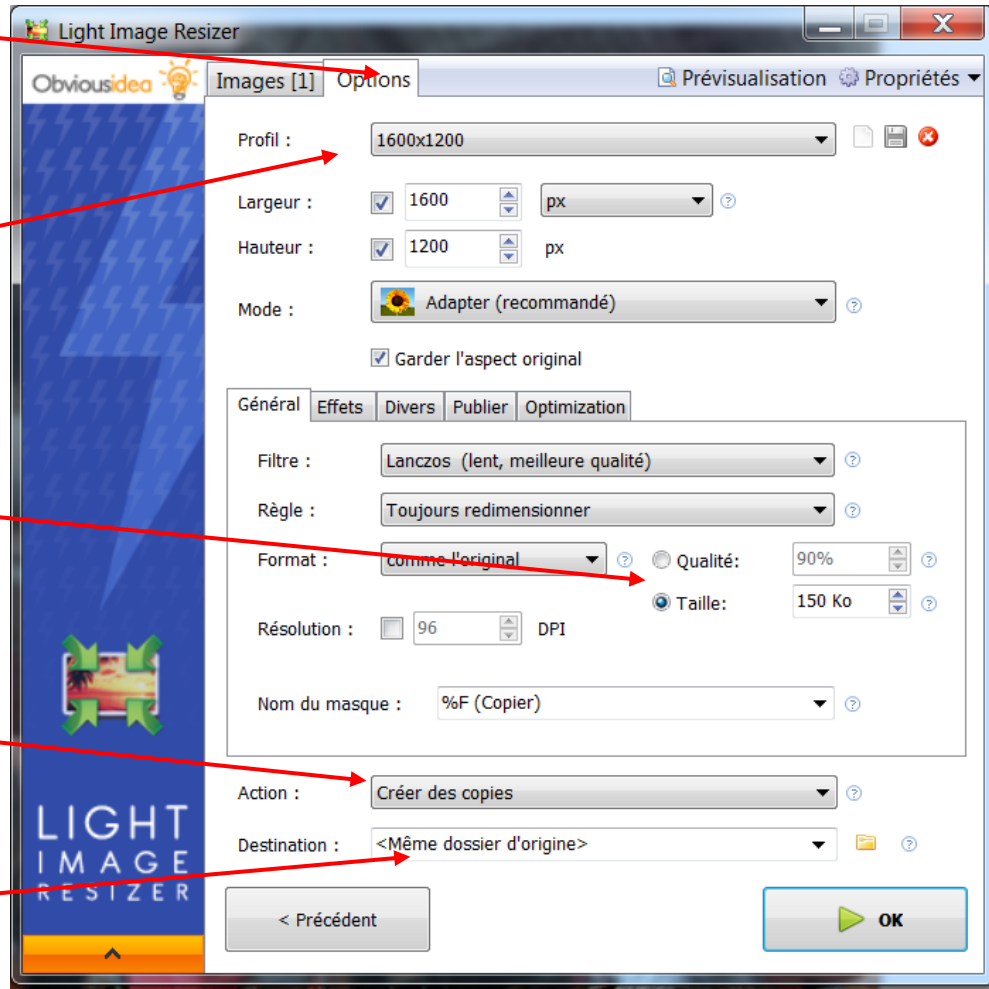 Light Image Resizer
Obviousidea
Images [1] Options Prévisualisation Propriétés
Profil : 1600x1200
Largeur : 1600 px
Hauteur : 1200 px
Mode : Adapter (recommandé)
Garder l'aspect original
Général Effets Divers Publier Optimization
Filtre : Lanczos (lent, meilleure qualité)
Règle : Toujours redimensionner
Format : comme l'original Qualité: 90%
Taille: 150 Ko
Résolution : 96 DPI
Nom du masque : %F (Copier)
Action : Créer des copies
Destination : <Même dossier d'origine>
LIGHT
IMAGE
RESIZER
< Précédent OK